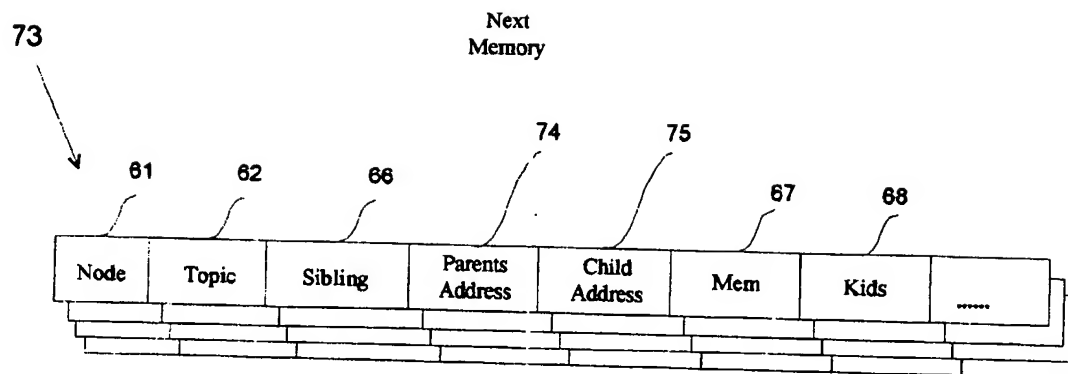 73
Next
Memory
61
62
66
74
75
67
68
Node
Topic
Sibling
Parents
Address
Child
Address
Mem
Kids
......